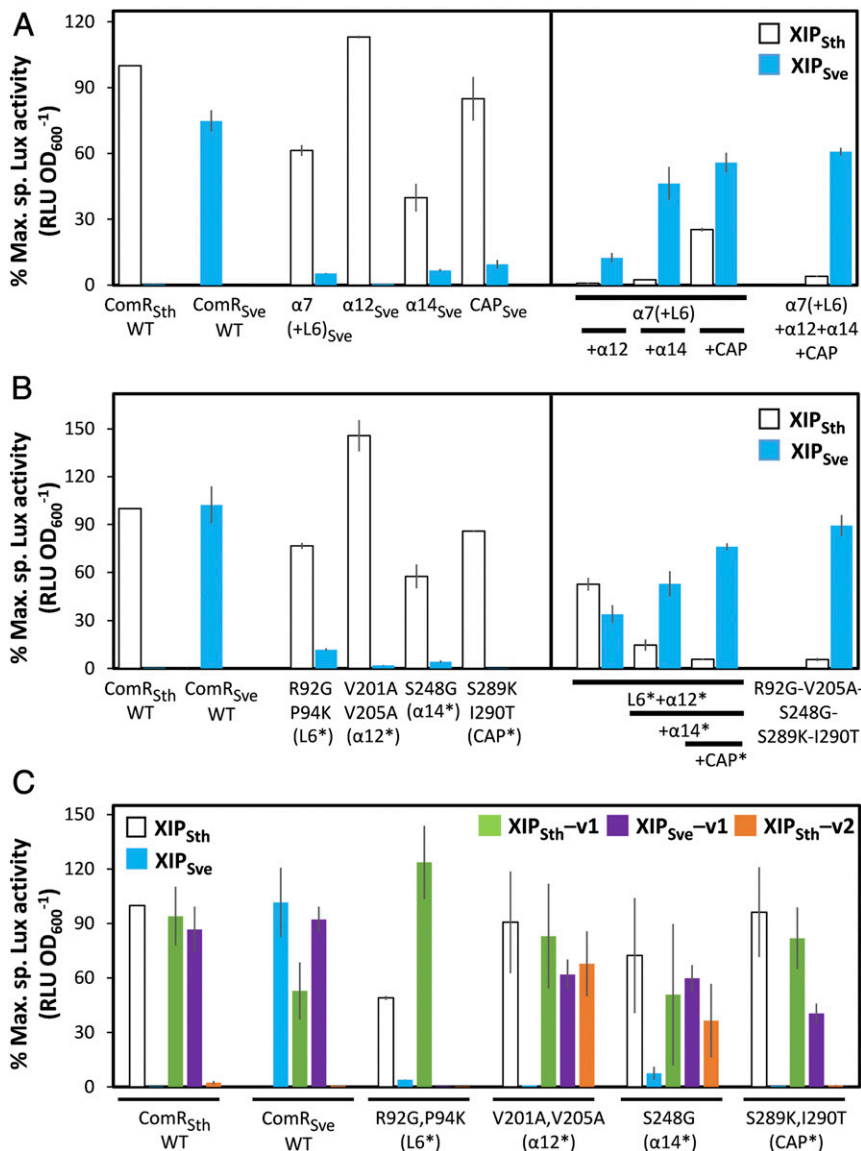 A
% Max. sp. Lux activity
(RLU OD600-1)
120
90
60
30
0
XIPSth
XIPSve
ComRSth
WT
ComRSve
WT
α7
(+L6)Sve
α12Sve
α14Sve
CAPSve
α7(+L6)
+α12
+α14
+CAP
α7(+L6)
+α12+α14
+CAP
B
% Max. sp. Lux activity
(RLU OD600-1)
150
120
90
60
30
0
XIPSth
XIPSve
ComRSth
WT
ComRSve
WT
R92G
P94K
(L6*)
V201A
V205A
(α12*)
S248G
(α14*)
S289K
I290T
(CAP*)
L6*+α12*
+α14*
+CAP*
R92G-V205A-
S248G-
S289K-I290T
C
% Max. sp. Lux activity
(RLU OD600-1)
150
120
90
60
30
0
XIPSth
XIPSve
XIPSth–v1
XIPSve–v1
XIPSth–v2
ComRSth
WT
ComRSve
WT
R92G,P94K
(L6*)
V201A,V205A
(α12*)
S248G
(α14*)
S289K,I290T
(CAP*)